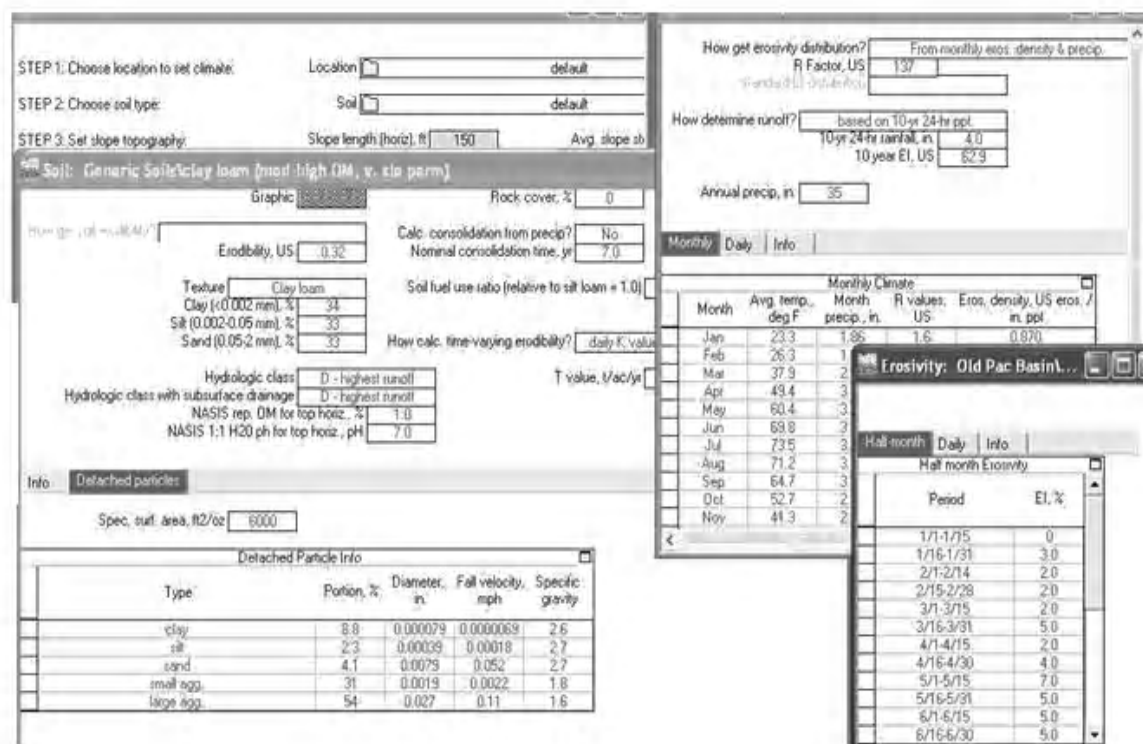 STEP 1: Choose location to set climate: Location default
STEP 2: Choose soil type: Soil default
STEP 3: Set slope topography: Slope length (horiz), ft 150 Avg. slope st
Soil: Generic Soils\clay loam (mod-high OM, v. slo perm)
Graphic Rock cover, % 0
Calc. consolidation from precip? No
Erodibility, US 0.32 Nominal consolidation time, yr 7.0
Texture Clay loam Soil fuel use ratio (relative to silt loam = 1.0)
Clay (<0.002 mm), % 34
Silt (0.002-0.05 mm), % 33
Sand (0.05-2 mm), % 33 How calc. time-varying erodibility? daily K value
Hydrologic class D - highest runoff T value, t/ac/yr
Hydrologic class with subsurface drainage D - highest runoff
NASIS rep. OM for top horiz., % 1.0
NASIS 1:1 H20 ph for top horiz., pH 7.0
Info Detached particles
Spec. surf. area, ft2/oz 6000
Detached Particle Info
Type Portion, % Diameter, in. Fall velocity, mph Specific gravity
clay 8.8 0.000079 0.0000069 2.6
silt 2.3 0.00039 0.00018 2.7
sand 4.1 0.0079 0.052 2.7
small agg. 31 0.0019 0.0022 1.8
large agg. 54 0.027 0.11 1.6
How get erosivity distribution? From monthly eros. density & precip.
R Factor, US 137
How determine runoff? based on 10-yr 24-hr ppt.
10-yr 24-hr rainfall, in. 4.0
10 year EI, US 62.9
Annual precip, in. 35
Monthly Daily Info
Monthly Climate
Month Avg. temp., deg F Month precip., in. R values, US Eros. density, US eros. / in. ppt
Jan 23.3 1.86 1.6 0.870
Feb 26.3 1
Mar 37.9 2
Apr 49.4 3
May 60.4 3
Jun 69.8 3
Jul 73.5 3
Aug 71.2 3
Sep 64.7 3
Oct 52.7 2
Nov 41.3 2
Erosivity: Old Pac Basin\...
Half-month Daily Info
Half month Erosivity
Period EI, %
1/1-1/15 0
1/16-1/31 3.0
2/1-2/14 2.0
2/15-2/28 2.0
3/1-3/15 2.0
3/16-3/31 5.0
4/1-4/15 2.0
4/16-4/30 4.0
5/1-5/15 7.0
5/16-5/31 5.0
6/1-6/15 5.0
6/16-6/30 5.0